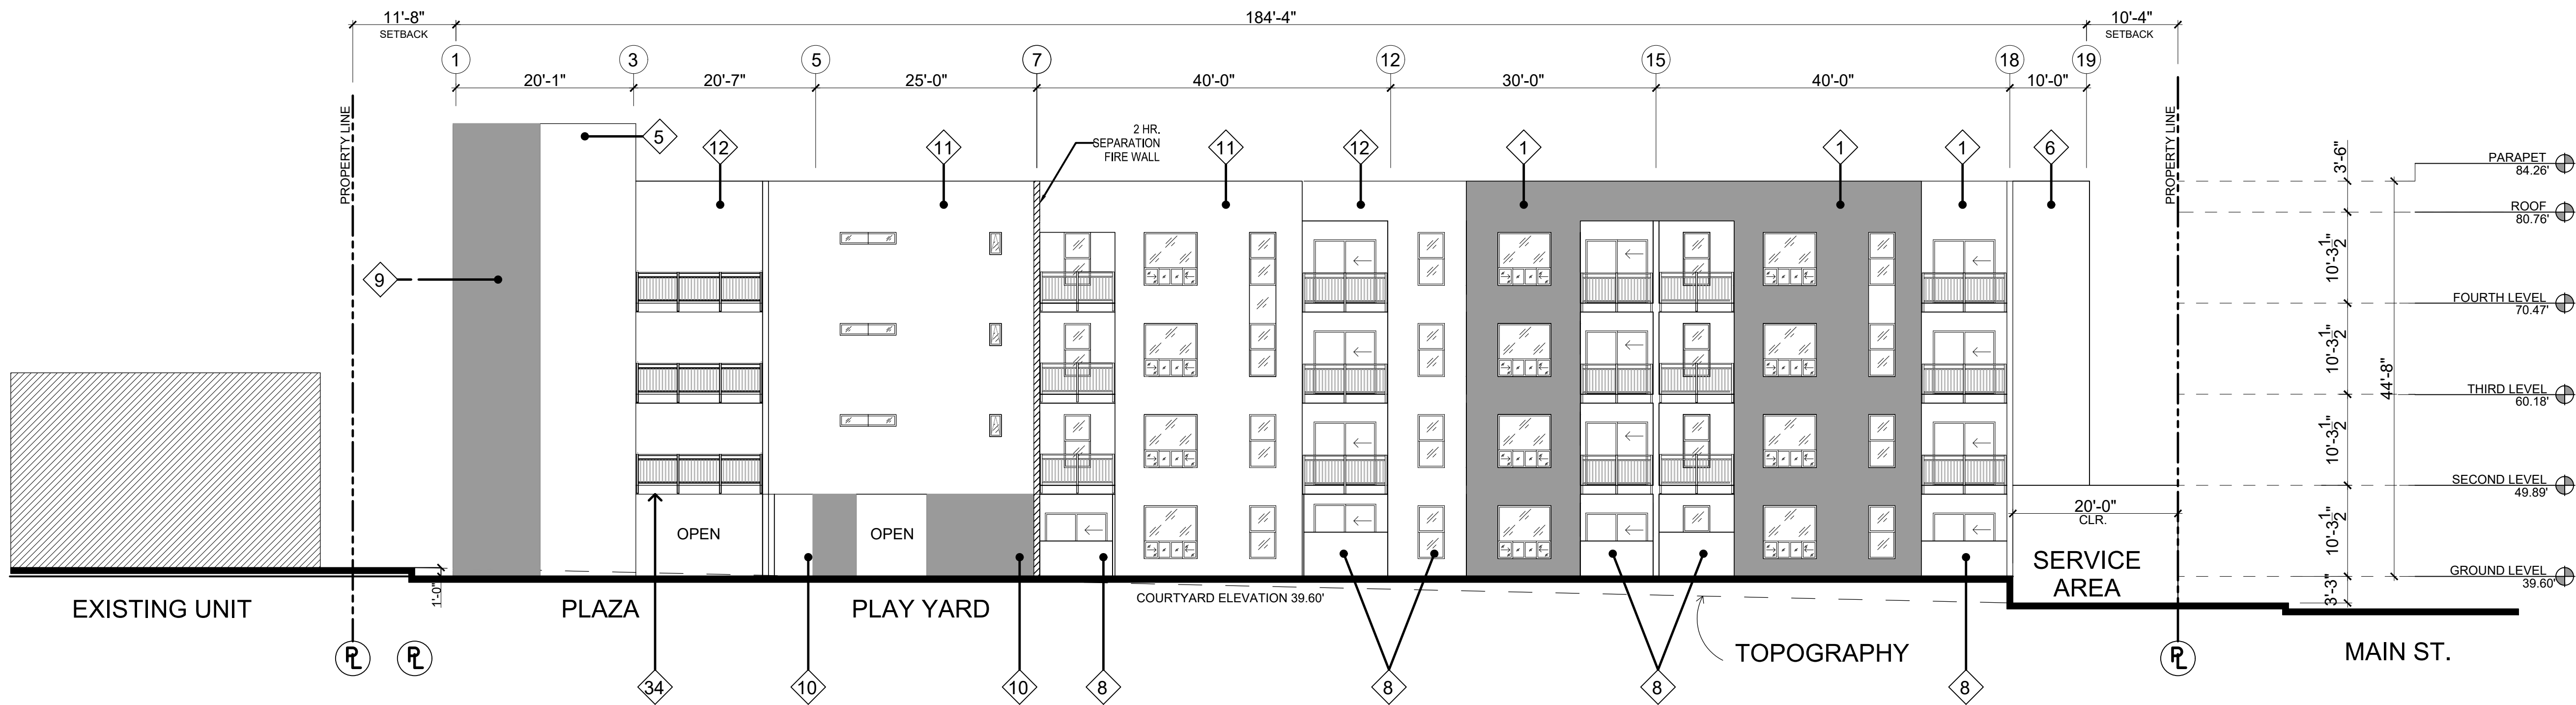 11'-8"
184'-4"
10'-4"
SETBACK
SETBACK
1
3
5
7
12
15
18
19
20'-1"
20'-7"
25'-0"
40'-0"
30'-0"
40'-0"
10'-0"
PROPERTY LINE
PROPERTY LINE
2 HR.
SEPARATION
FIRE WALL
5
12
11
11
12
1
1
1
6
9
3'-6"
10'-3 1/2"
10'-3 1/2"
10'-3 1/2"
10'-3 1/2"
3'-3"
44'-8"
PARAPET
84.26'
ROOF
80.76'
FOURTH LEVEL
70.47'
THIRD LEVEL
60.18'
SECOND LEVEL
49.89'
GROUND LEVEL
39.60'
20'-0"
CLR.
OPEN
OPEN
SERVICE
AREA
1'-0"
EXISTING UNIT
PLAZA
PLAY YARD
COURTYARD ELEVATION 39.60'
TOPOGRAPHY
MAIN ST.
PL
PL
PL
34
10
10
8
8
8
8